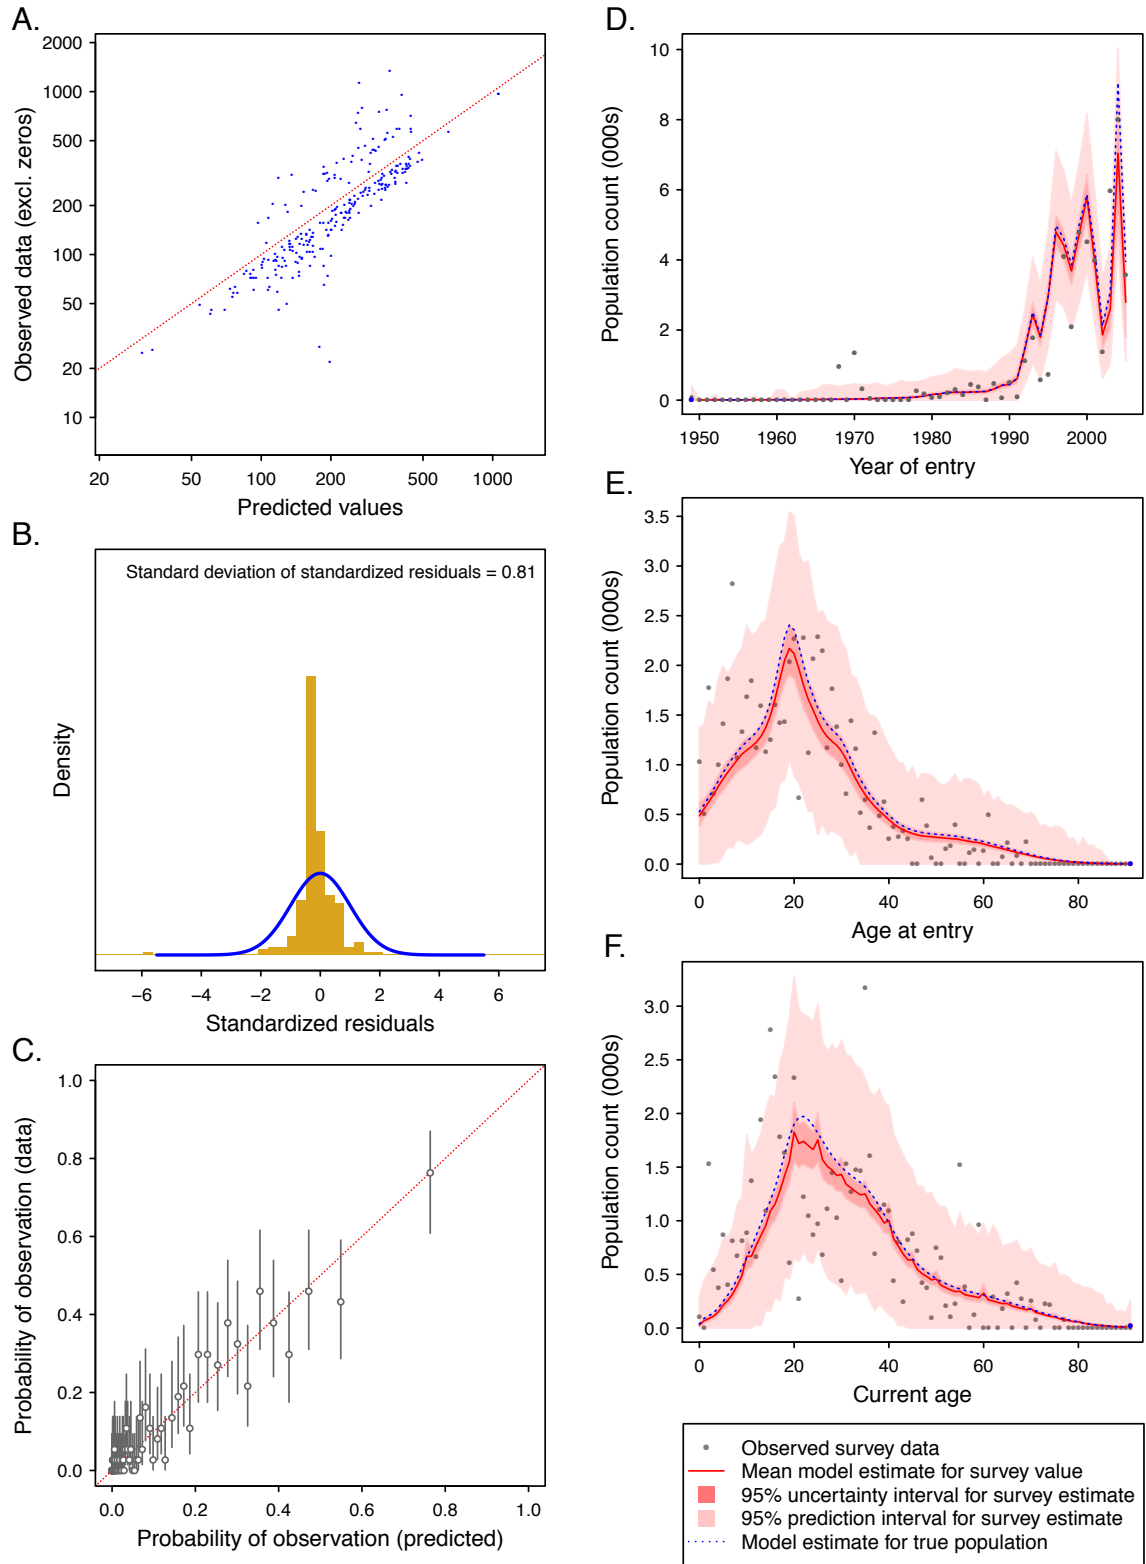 A.
2000
1000
500
200
100
50
20
10
Observed data (excl. zeros)
20 50 100 200 500 1000
Predicted values
B.
Standard deviation of standardized residuals = 0.81
Density
−6 −4 −2 0 2 4 6
Standardized residuals
C.
1.0
0.8
0.6
0.4
0.2
0.0
Probability of observation (data)
0.0 0.2 0.4 0.6 0.8 1.0
Probability of observation (predicted)
D.
10
8
6
4
2
0
Population count (000s)
1950 1960 1970 1980 1990 2000
Year of entry
E.
3.5
3.0
2.5
2.0
1.5
1.0
0.5
0.0
Population count (000s)
0 20 40 60 80
Age at entry
F.
3.0
2.5
2.0
1.5
1.0
0.5
0.0
Population count (000s)
0 20 40 60 80
Current age
Observed survey data
Mean model estimate for survey value
95% uncertainty interval for survey estimate
95% prediction interval for survey estimate
Model estimate for true population